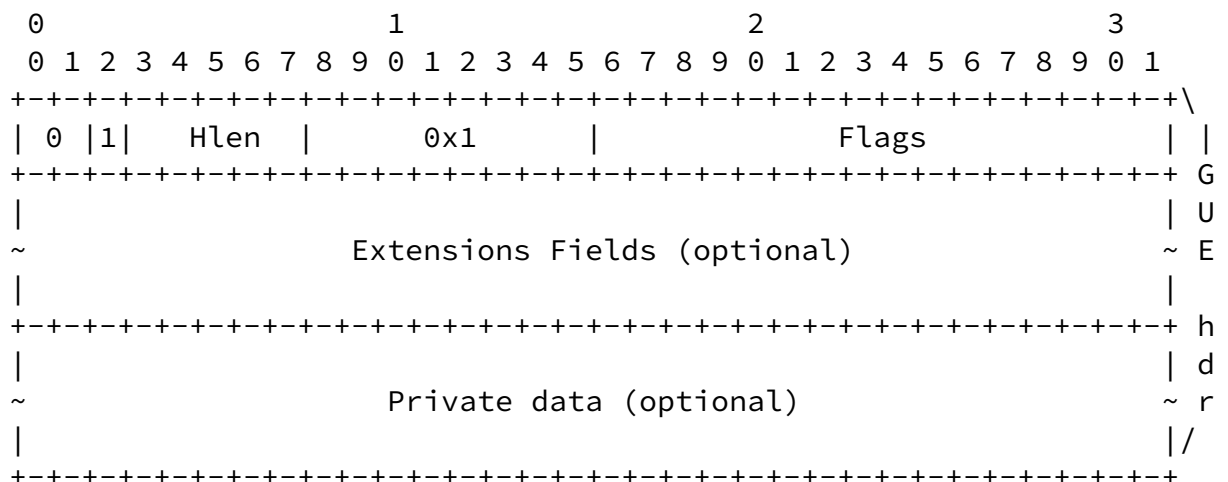 0                   1                   2                   3
 0 1 2 3 4 5 6 7 8 9 0 1 2 3 4 5 6 7 8 9 0 1 2 3 4 5 6 7 8 9 0 1
+-+-+-+-+-+-+-+-+-+-+-+-+-+-+-+-+-+-+-+-+-+-+-+-+-+-+-+-+-+-+-+-+\
| 0 |1|   Hlen  |      0x1      |             Flags             | |
+-+-+-+-+-+-+-+-+-+-+-+-+-+-+-+-+-+-+-+-+-+-+-+-+-+-+-+-+-+-+-+-+ G
|                                                               | U
~                  Extensions Fields (optional)                 ~ E
|                                                               |
+-+-+-+-+-+-+-+-+-+-+-+-+-+-+-+-+-+-+-+-+-+-+-+-+-+-+-+-+-+-+-+-+ h
|                                                               | d
~                    Private data (optional)                    ~ r
|                                                               |/
+-+-+-+-+-+-+-+-+-+-+-+-+-+-+-+-+-+-+-+-+-+-+-+-+-+-+-+-+-+-+-+-+